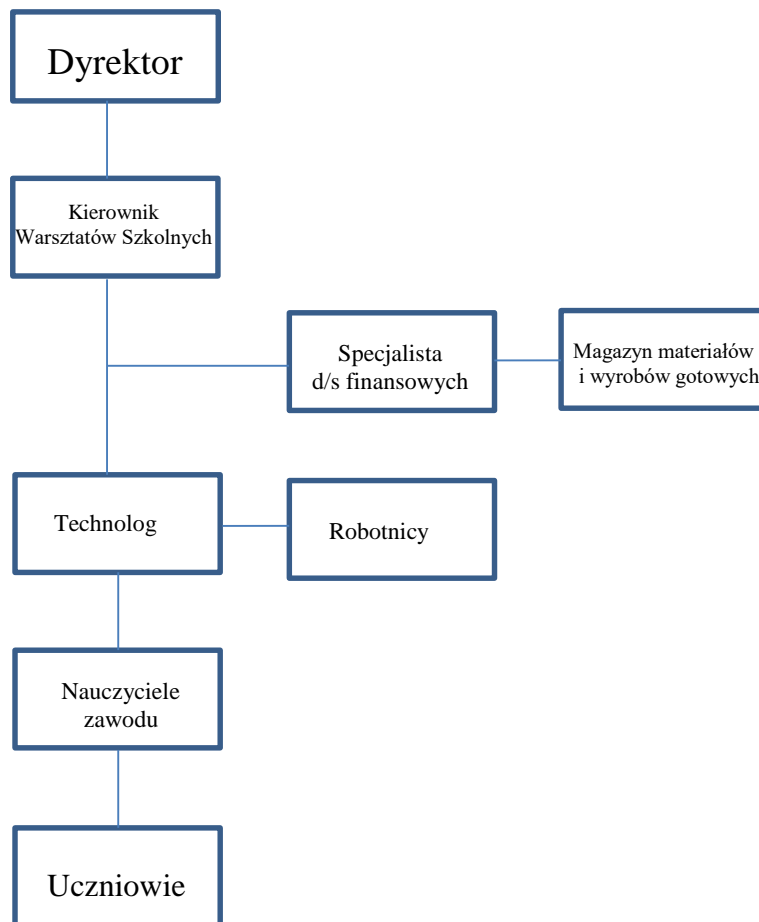 Dyrektor
Kierownik
Warsztatów Szkolnych
Specjalista
d/s finansowych
Magazyn materiałów
i wyrobów gotowych
Technolog
Robotnicy
Nauczyciele
zawodu
Uczniowie